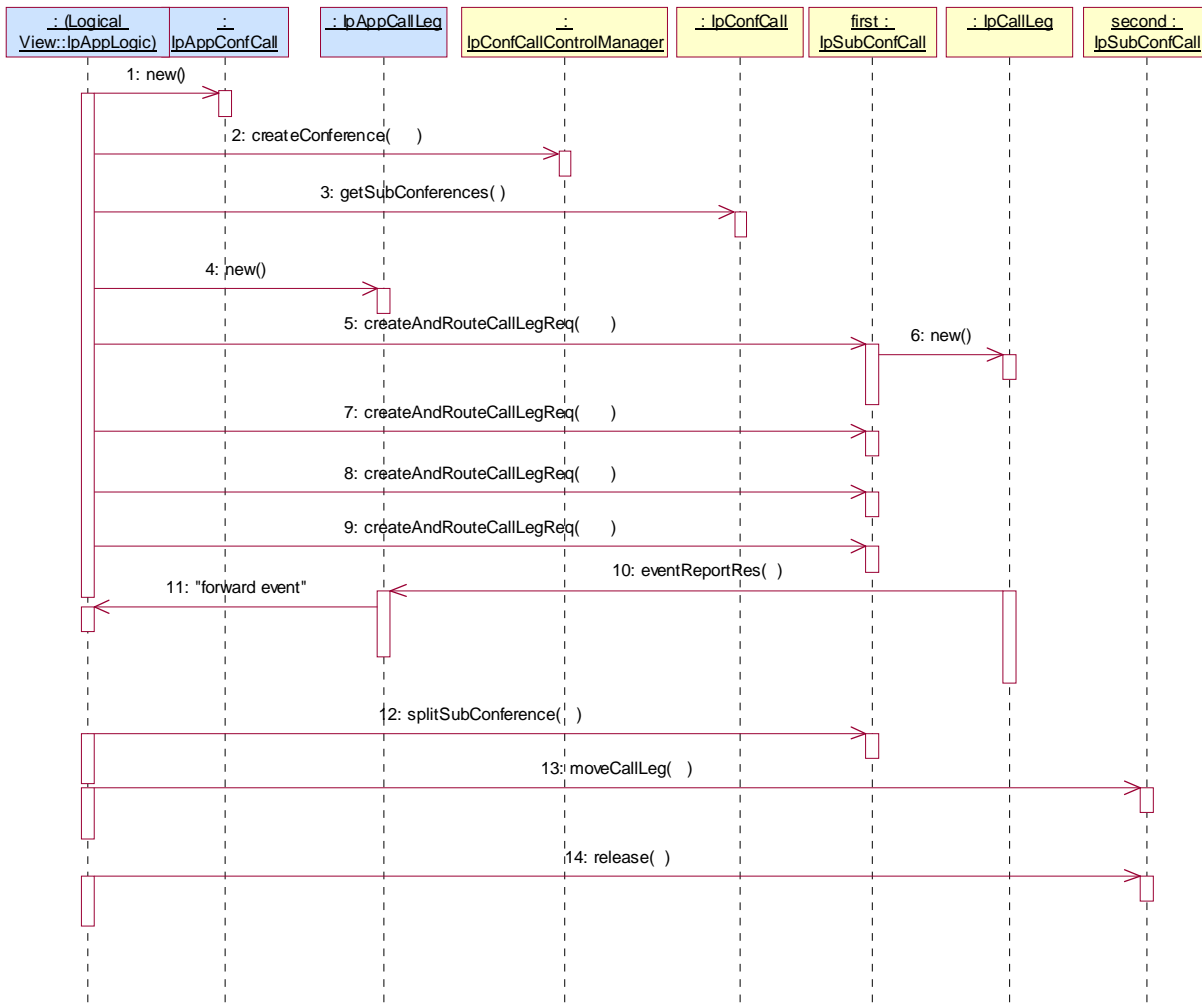 : (Logical
View::IpAppLogic)
:
IpAppConfCall
: IpAppCallLeg
:
IpConfCallControlManager
: IpConfCall
first :
IpSubConfCall
: IpCallLeg
second :
IpSubConfCall
1: new()
2: createConference( )
3: getSubConferences( )
4: new()
5: createAndRouteCallLegReq( )
6: new()
7: createAndRouteCallLegReq( )
8: createAndRouteCallLegReq( )
9: createAndRouteCallLegReq( )
10: eventReportRes( )
11: "forward event"
12: splitSubConference( )
13: moveCallLeg( )
14: release( )